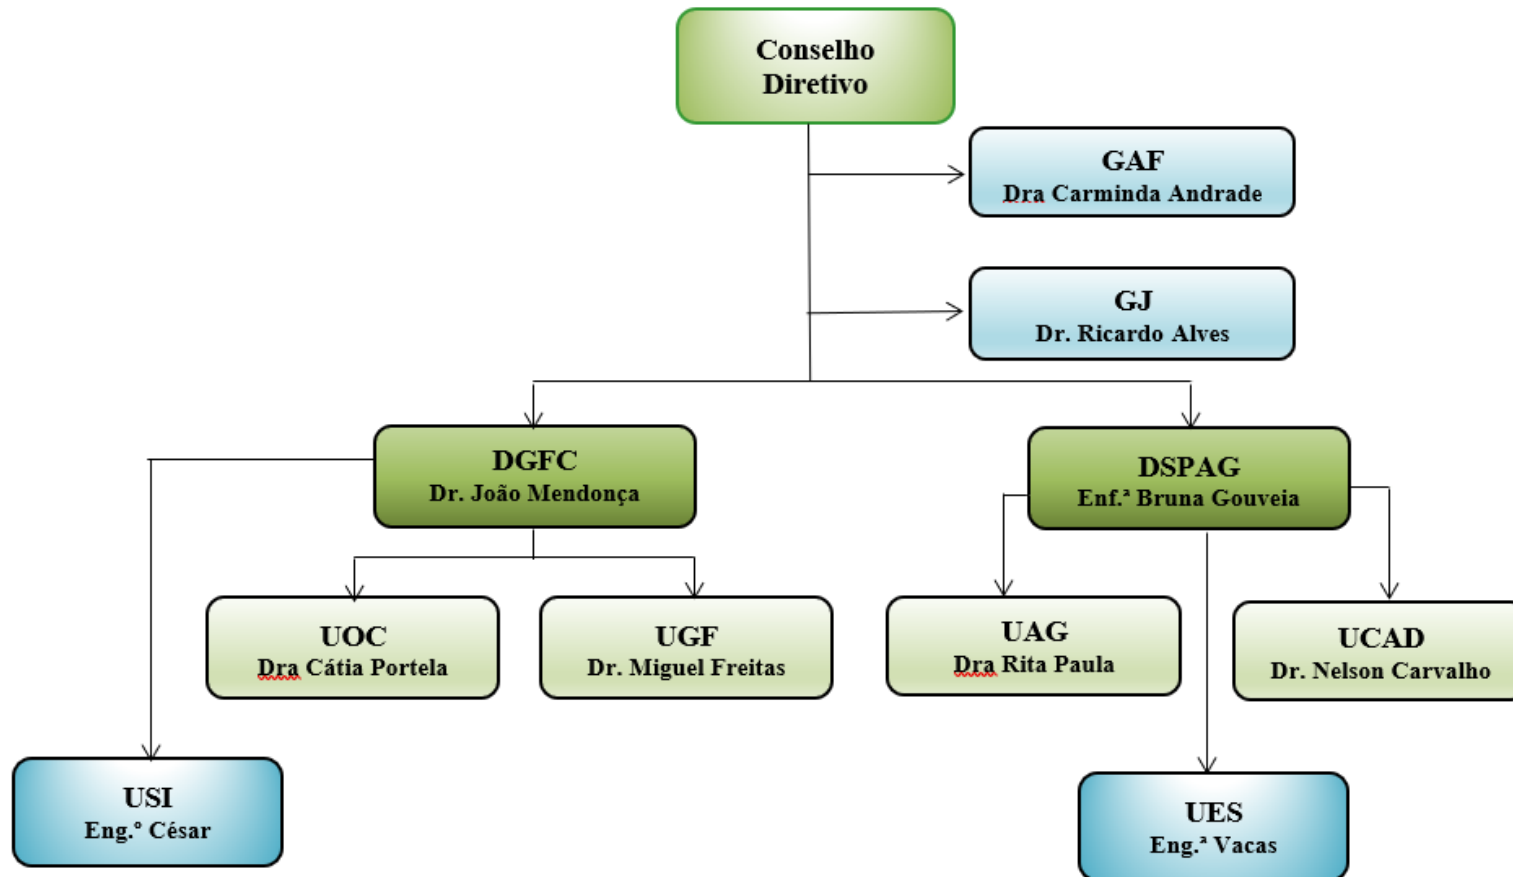 Conselho
Diretivo
GAF
Dra Carminda Andrade
GJ
Dr. Ricardo Alves
DGFC
Dr. João Mendonça
DSPAG
Enf.ª Bruna Gouveia
UOC
Dra Cátia Portela
UGF
Dr. Miguel Freitas
UAG
Dra Rita Paula
UCAD
Dr. Nelson Carvalho
USI
Eng.º César
UES
Eng.ª Vacas